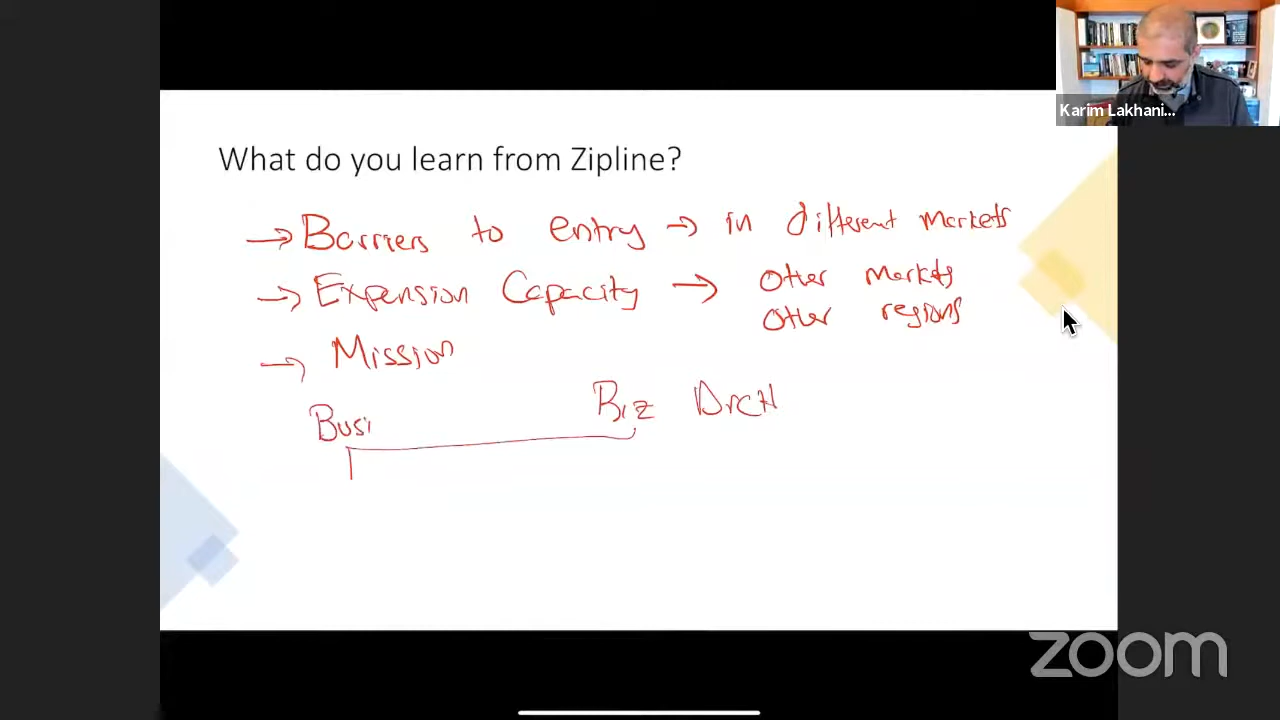 Karim Lakhani...
What do you learn from Zipline?
→ Barriers to entry → in different markets
→ Expension Capacity → Other markets
Other regions
→ Mission
Biz Arch
Busi
zoom